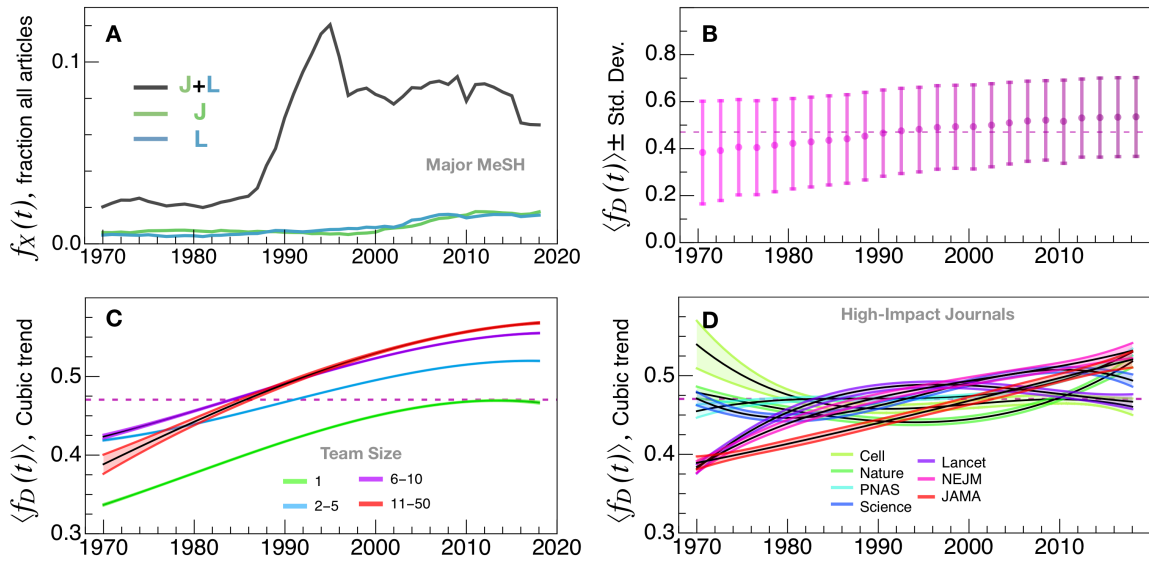 A
f_X(t), fraction all articles
0.1
0.0
J+L
J
L
Major MeSH
1970 1980 1990 2000 2010 2020
B
⟨f_D(t)⟩± Std. Dev.
0.8
0.6
0.4
0.2
0.0
1970 1980 1990 2000 2010
C
⟨f_D(t)⟩, Cubic trend
0.5
0.4
0.3
Team Size
1 6-10
2-5 11-50
1970 1980 1990 2000 2010 2020
D
High-Impact Journals
⟨f_D(t)⟩, Cubic trend
0.5
0.4
0.3
Cell
Nature
PNAS
Science
Lancet
NEJM
JAMA
1970 1980 1990 2000 2010